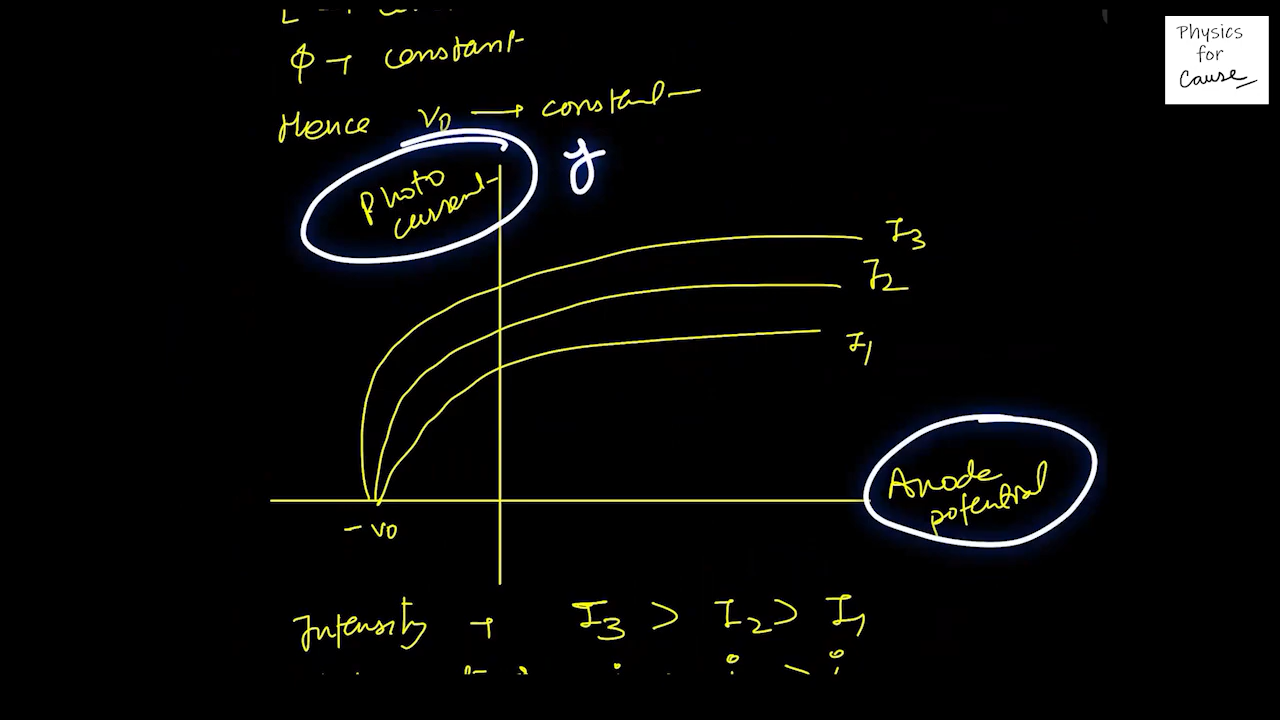 Physics
for
Cause
φ → constant
Hence V0 → constant
Photo
current
y
I3
I2
I1
Anode
potential
- V0
Intensity → I3 > I2 > I1